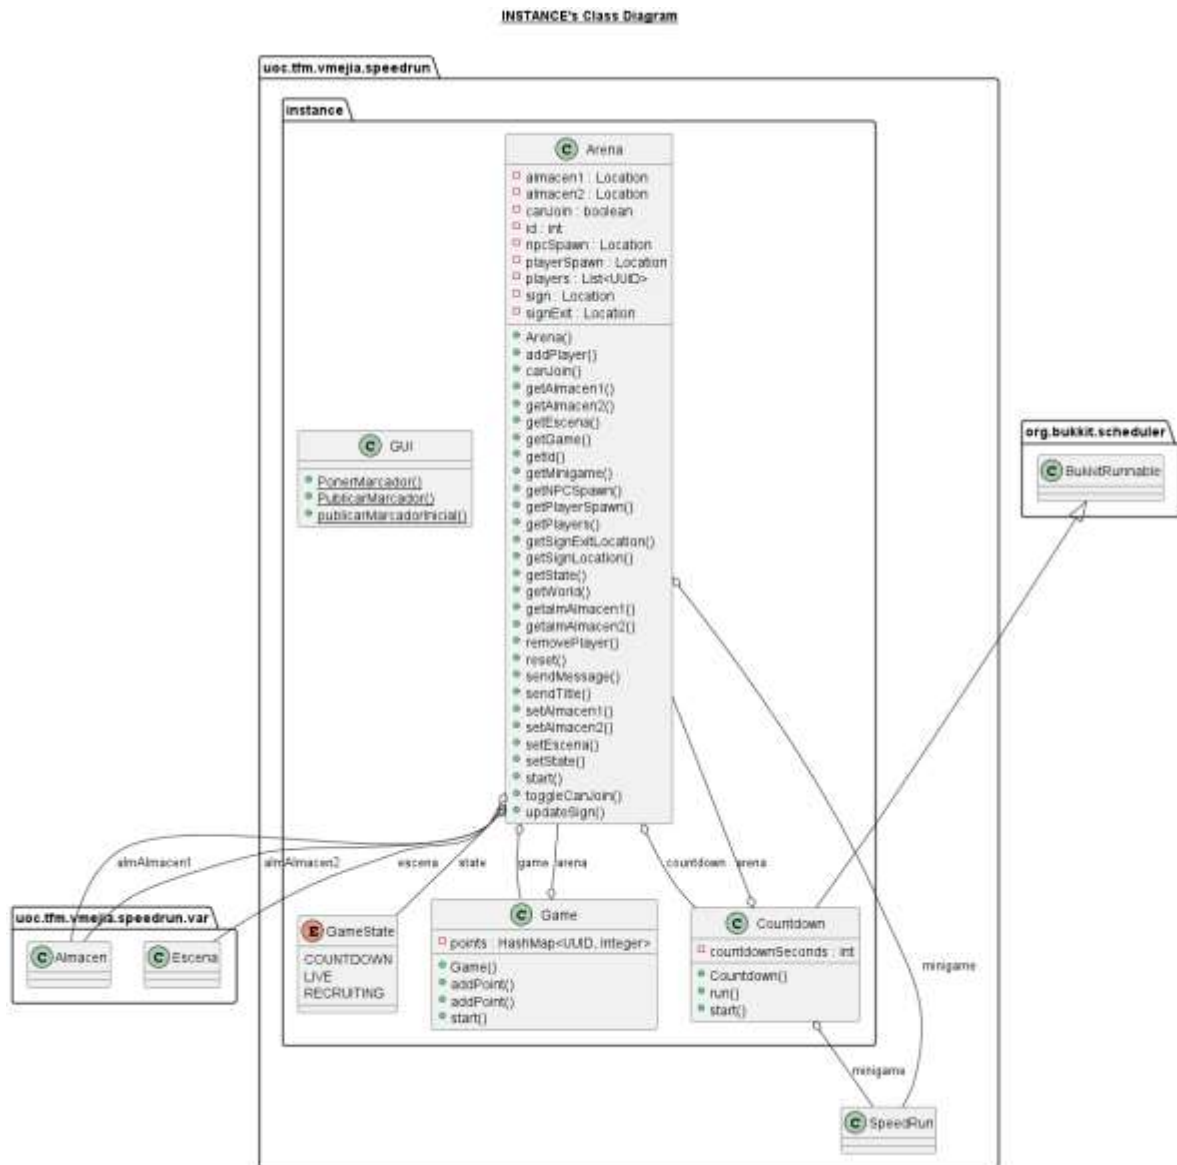 INSTANCE's Class Diagram
uoc.tfm.vmejia.speedrun
instance
C Arena
almacen1 : Location
almacen2 : Location
canJoin : boolean
id : int
npcSpawn : Location
playerSpawn : Location
players : List<UUID>
sign : Location
signExit : Location
Arena()
addPlayer()
canJoin()
getAlmacen1()
getAlmacen2()
getEscena()
getGame()
getId()
getMinigame()
getNPCSpawn()
getPlayerSpawn()
getPlayers()
getSignExitLocation()
getSignLocation()
getState()
getWorld()
getalmAlmacen1()
getalmAlmacen2()
removePlayer()
reset()
sendMessage()
sendTittle()
setAlmacen1()
setAlmacen2()
setEscena()
setState()
start()
toggleCanJoin()
updateSign()
C GUI
PonerMarcador()
PublicarMarcador()
publicarMarcadorInicial()
org.bukkit.scheduler
C BukkitRunnable
almAlmacen1
almAlmacen2
escena
state
game
arena
countdown
arena
minigame
uoc.tfm.vmejia.speedrun.var
C Almacen
C Escena
E GameState
COUNTDOWN
LIVE
RECRUITING
C Game
points : HashMap<UUID, Integer>
Game()
addPoint()
addPoint()
start()
C Countdown
countdownSeconds : int
Countdown()
run()
start()
minigame
C SpeedRun